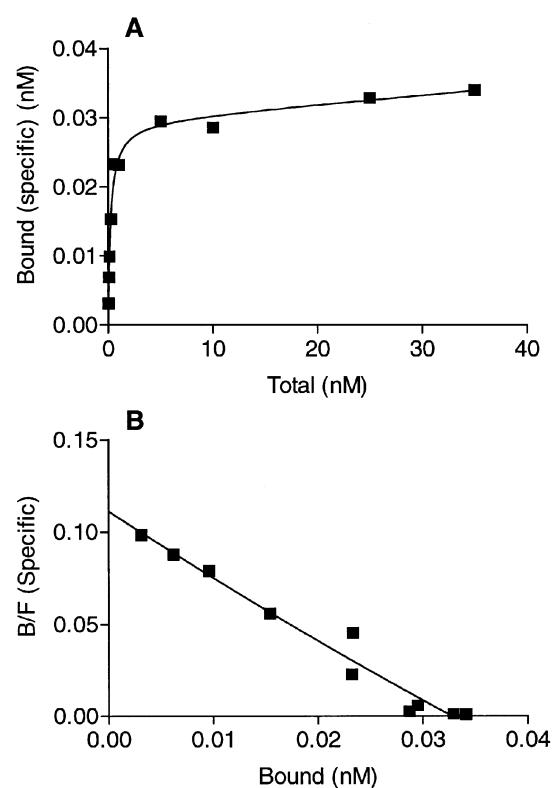 A
Bound (specific) (nM)
0.04
0.03
0.02
0.01
0.00
0 10 20 30 40
Total (nM)
B
B/F (Specific)
0.15
0.10
0.05
0.00
0.00 0.01 0.02 0.03 0.04
Bound (nM)